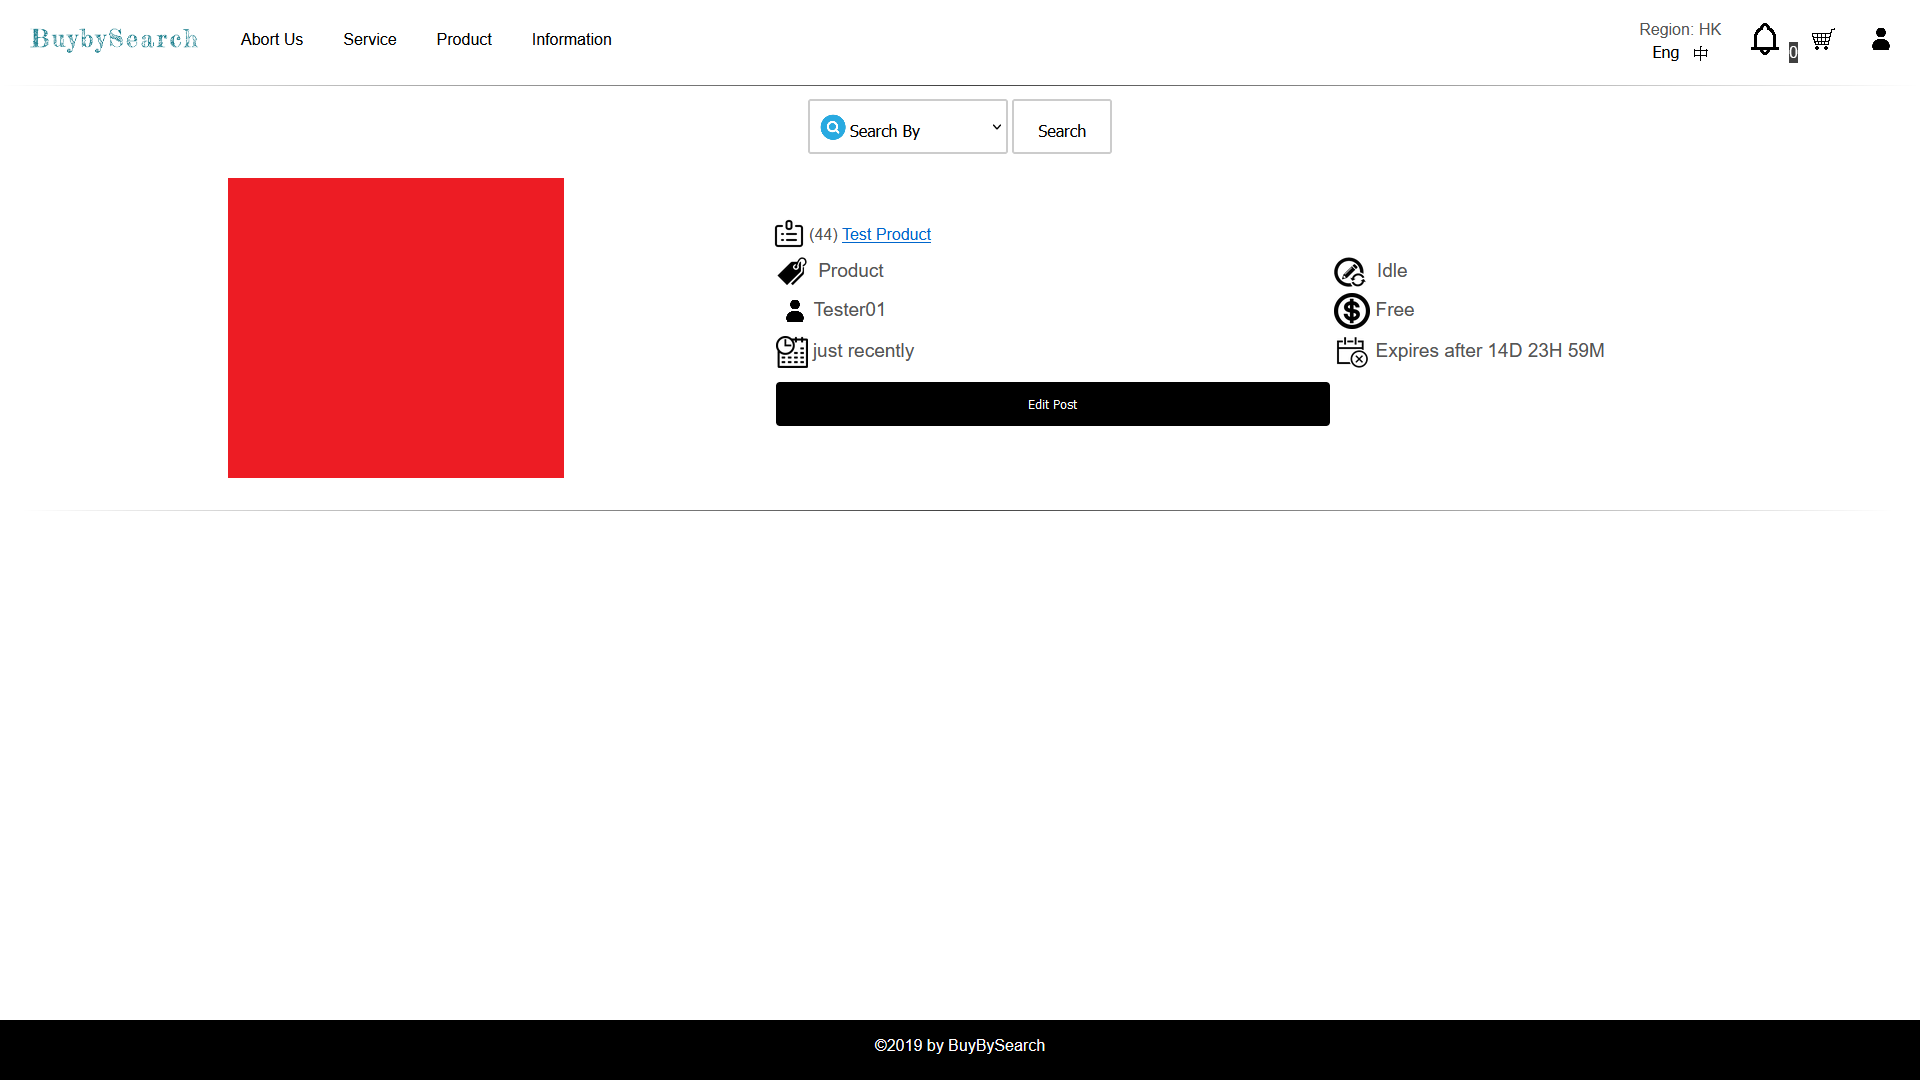 BuybySearch
Abort Us
Service
Product
Information
Region: HK
Eng 中
0
Search By
Search
(44) Test Product
Product
Idle
Tester01
Free
just recently
Expires after 14D 23H 59M
Edit Post
©2019 by BuyBySearch